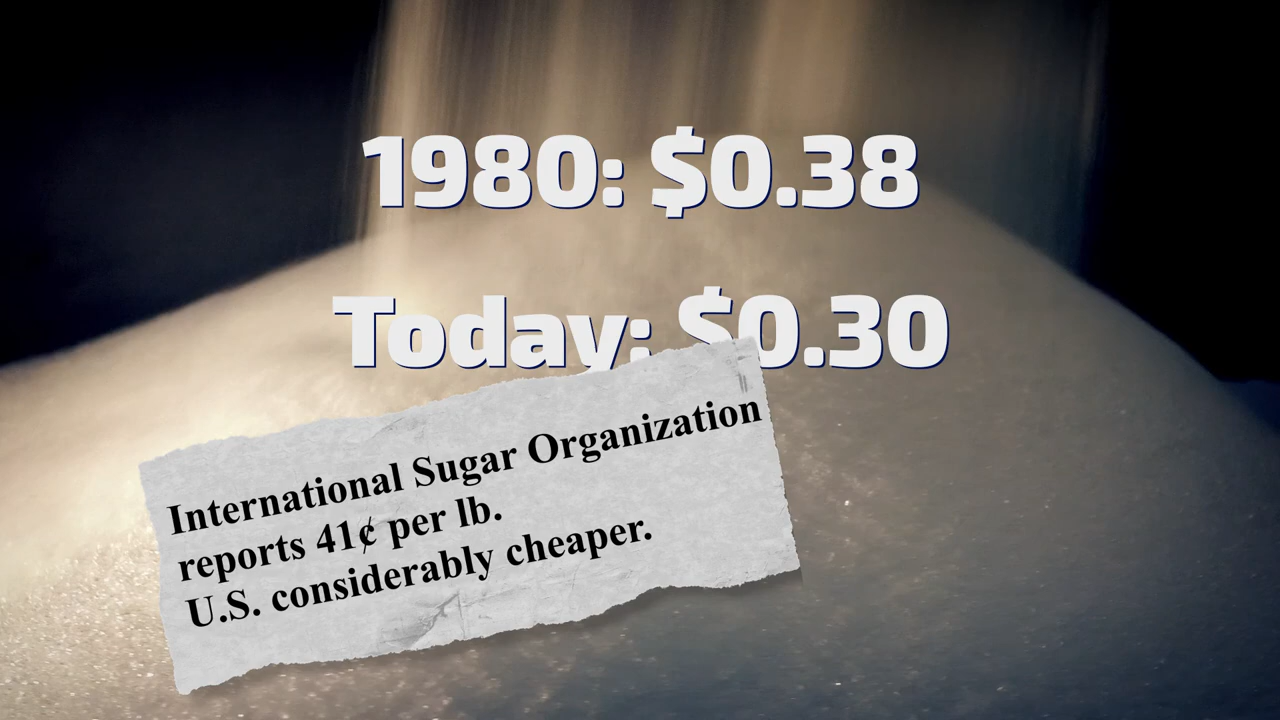 1980: $0.38
Today: $0.30
International Sugar Organization
reports 41¢ per lb.
U.S. considerably cheaper.